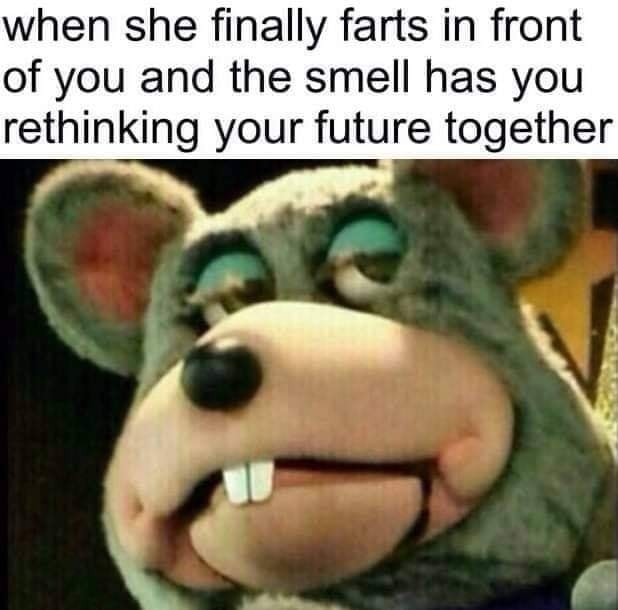 when she finally farts in front
of you and the smell has you
rethinking your future together